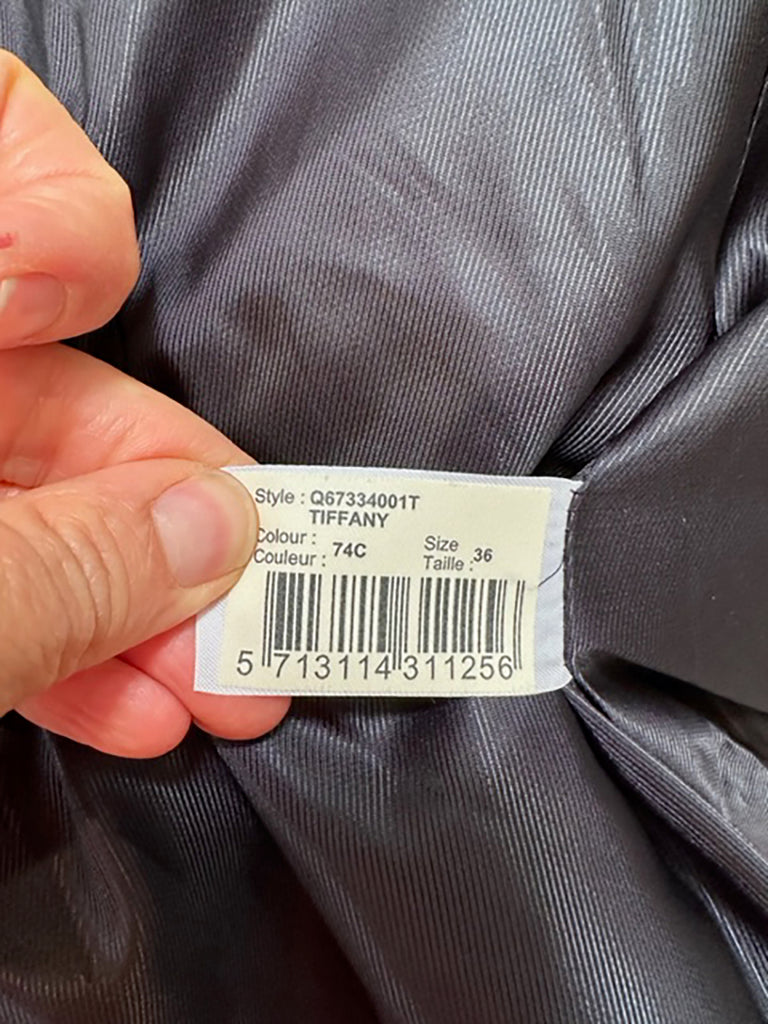 Style : Q67334001T
TIFFANY
Colour :
Couleur : 74C
Size
Taille : 36
5 713114 311256